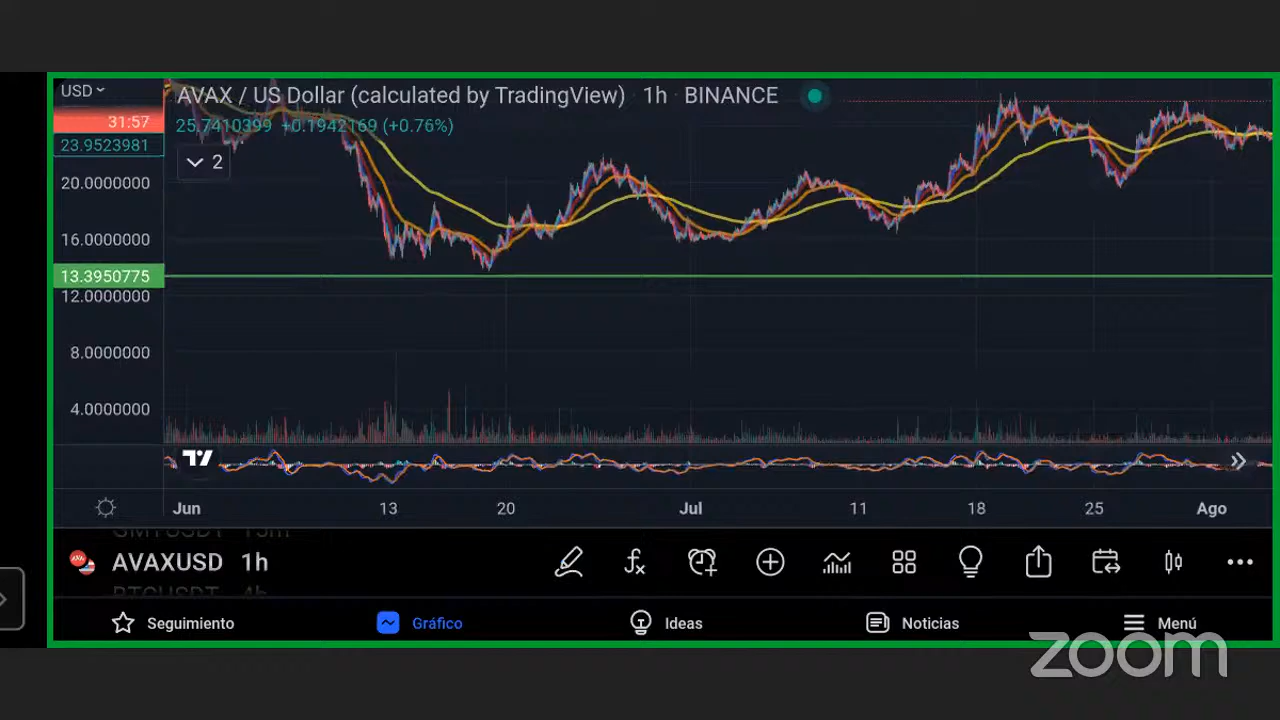 USD
AVAX / US Dollar (calculated by TradingView) · 1h · BINANCE
31:57
25.7410399 +0.1942169 (+0.76%)
23.9523981
2
20.0000000
16.0000000
13.3950775
12.0000000
8.0000000
4.0000000
Jun 13 20 Jul 11 18 25 Ago
AVAXUSD 1h
Seguimiento Gráfico Ideas Noticias Menú
zoom